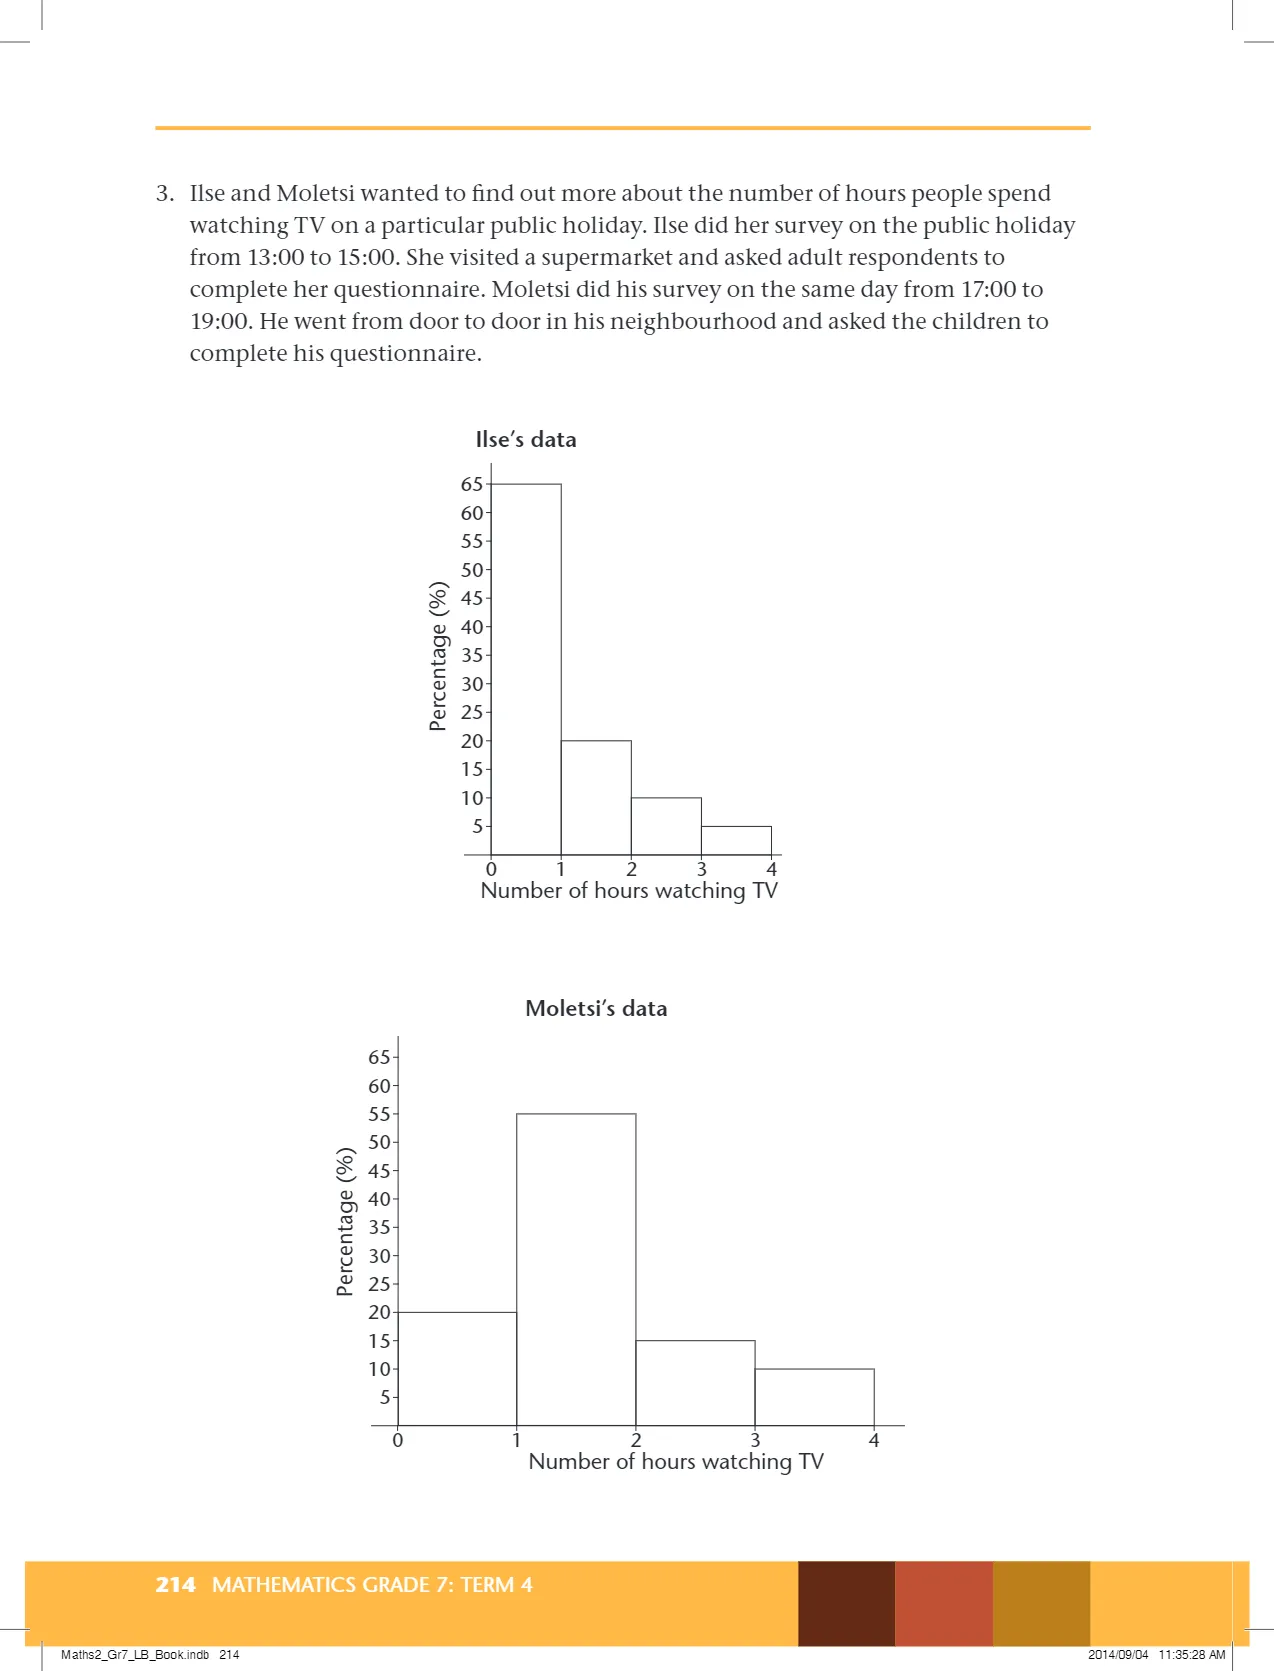 3. Ilse and Moletsi wanted to find out more about the number of hours people spend
watching TV on a particular public holiday. Ilse did her survey on the public holiday
from 13:00 to 15:00. She visited a supermarket and asked adult respondents to
complete her questionnaire. Moletsi did his survey on the same day from 17:00 to
19:00. He went from door to door in his neighbourhood and asked the children to
complete his questionnaire.
Ilse’s data
Percentage (%)
65
60
55
50
45
40
35
30
25
20
15
10
5
0 1 2 3 4
Number of hours watching TV
Moletsi’s data
Percentage (%)
65
60
55
50
45
40
35
30
25
20
15
10
5
0 1 2 3 4
Number of hours watching TV
214 MATHEMATICS GRADE 7: TERM 4
Maths2_Gr7_LB_Book.indb 214 2014/09/04 11:35:28 AM